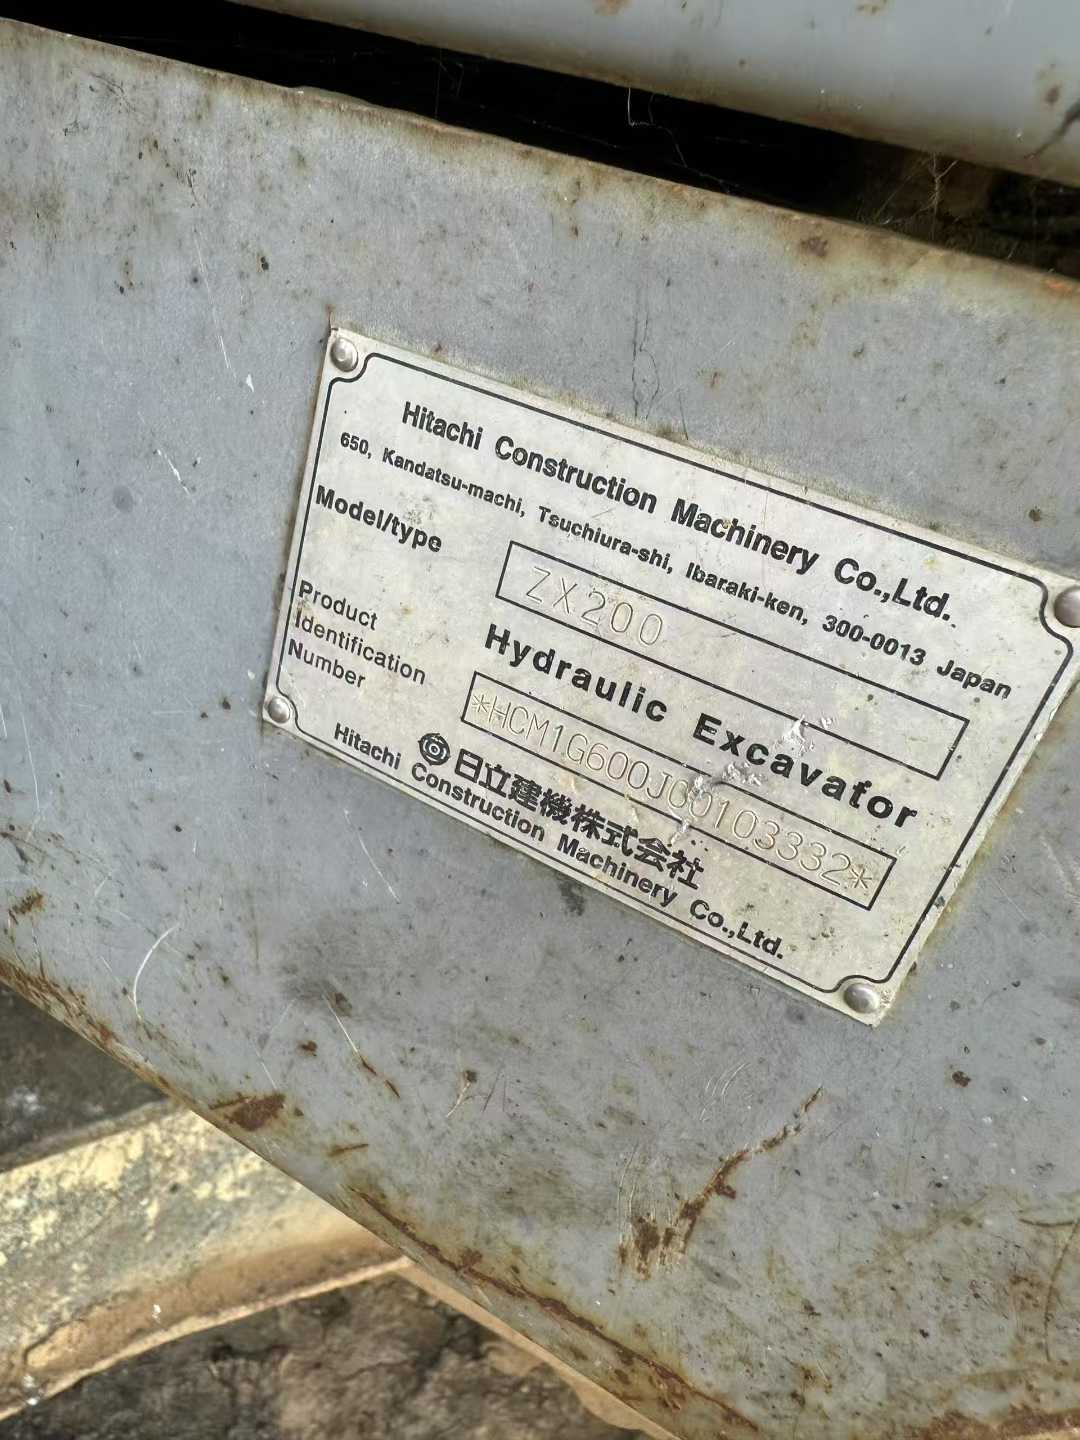 Hitachi Construction Machinery Co.,Ltd.
650, Kandatsu-machi, Tsuchiura-shi, Ibaraki-ken, 300-0013 Japan
Model/type
ZX200
Hydraulic Excavator
Product
Identification
Number
*HCM1G600J00103332*
日立建機株式会社
Hitachi Construction Machinery Co.,Ltd.